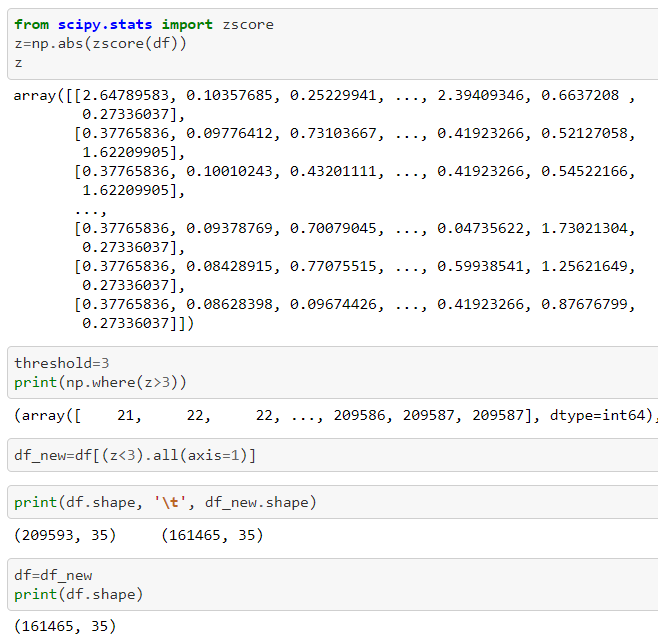 from scipy.stats import zscore
z=np.abs(zscore(df))
z
array([[2.64789583, 0.10357685, 0.25229941, ..., 2.39409346, 0.6637208 ,
        0.27336037],
       [0.37765836, 0.09776412, 0.73103667, ..., 0.41923266, 0.52127058,
        1.62209905],
       [0.37765836, 0.10010243, 0.43201111, ..., 0.41923266, 0.54522166,
        1.62209905],
       ...,
       [0.37765836, 0.09378769, 0.70079045, ..., 0.04735622, 1.73021304,
        0.27336037],
       [0.37765836, 0.08428915, 0.77075515, ..., 0.59938541, 1.25621649,
        0.27336037],
       [0.37765836, 0.08628398, 0.09674426, ..., 0.41923266, 0.87676799,
        0.27336037]])
threshold=3
print(np.where(z>3))
(array([    21,     22,     22, ..., 209586, 209587, 209587], dtype=int64),
df_new=df[(z<3).all(axis=1)]
print(df.shape, '\t', df_new.shape)
(209593, 35)     (161465, 35)
df=df_new
print(df.shape)
(161465, 35)